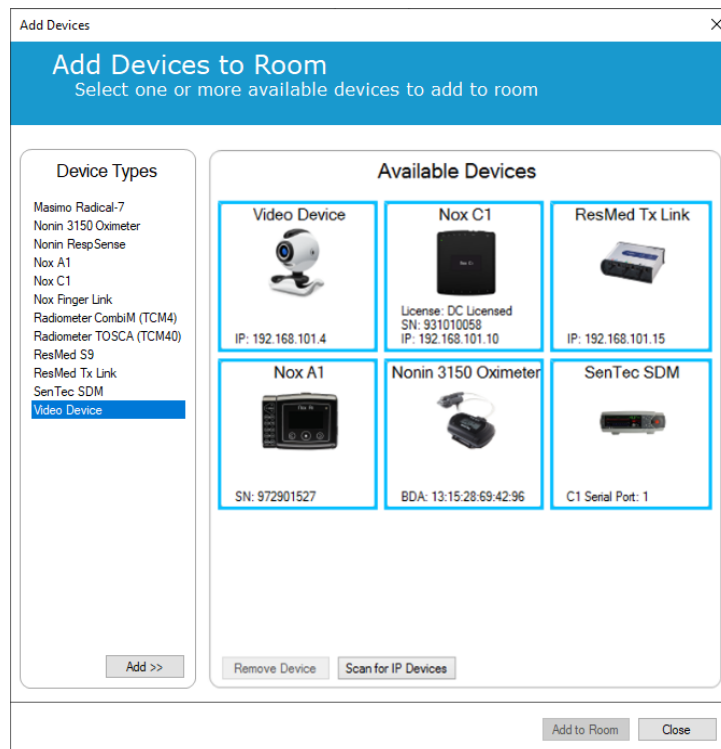 Add Devices
Add Devices to Room
Select one or more available devices to add to room
Device Types
Masimo Radical-7
Nonin 3150 Oximeter
Nonin RespSense
Nox A1
Nox C1
Nox Finger Link
Radiometer CombiM (TCM4)
Radiometer TOSCA (TCM40)
ResMed S9
ResMed Tx Link
SenTec SDM
Video Device
Add >>
Available Devices
Video Device
IP: 192.168.101.4
Nox C1
Nox C1
License: DC Licensed
SN: 931010058
IP: 192.168.101.10
ResMed Tx Link
IP: 192.168.101.15
Nox A1
SN: 972901527
Nonin 3150 Oximeter
BDA: 13:15:28:69:42:96
SenTec SDM
C1 Serial Port: 1
Remove Device
Scan for IP Devices
Add to Room
Close